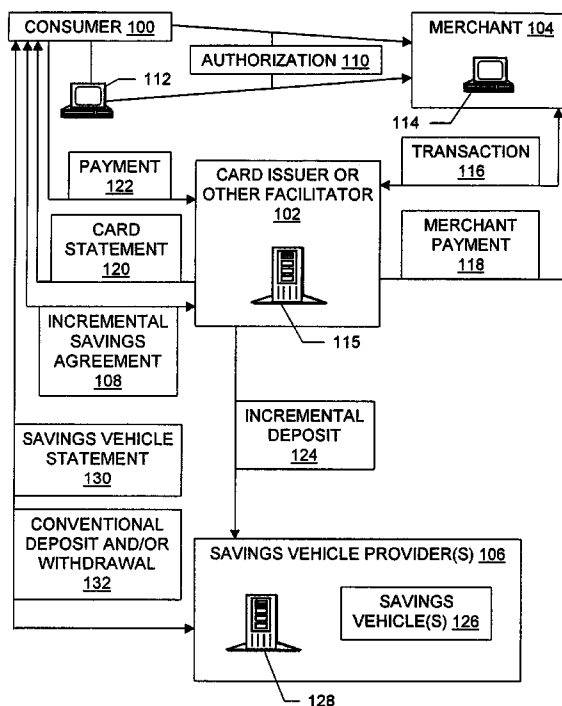 CONSUMER 100
MERCHANT 104
AUTHORIZATION 110
112
114
PAYMENT
122
CARD ISSUER OR
OTHER FACILITATOR
102
TRANSACTION
116
CARD
STATEMENT
120
MERCHANT
PAYMENT
118
115
INCREMENTAL
SAVINGS
AGREEMENT
108
INCREMENTAL
DEPOSIT
124
SAVINGS VEHICLE
STATEMENT
130
CONVENTIONAL
DEPOSIT AND/OR
WITHDRAWAL
132
SAVINGS VEHICLE PROVIDER(S) 106
SAVINGS
VEHICLE(S) 126
128